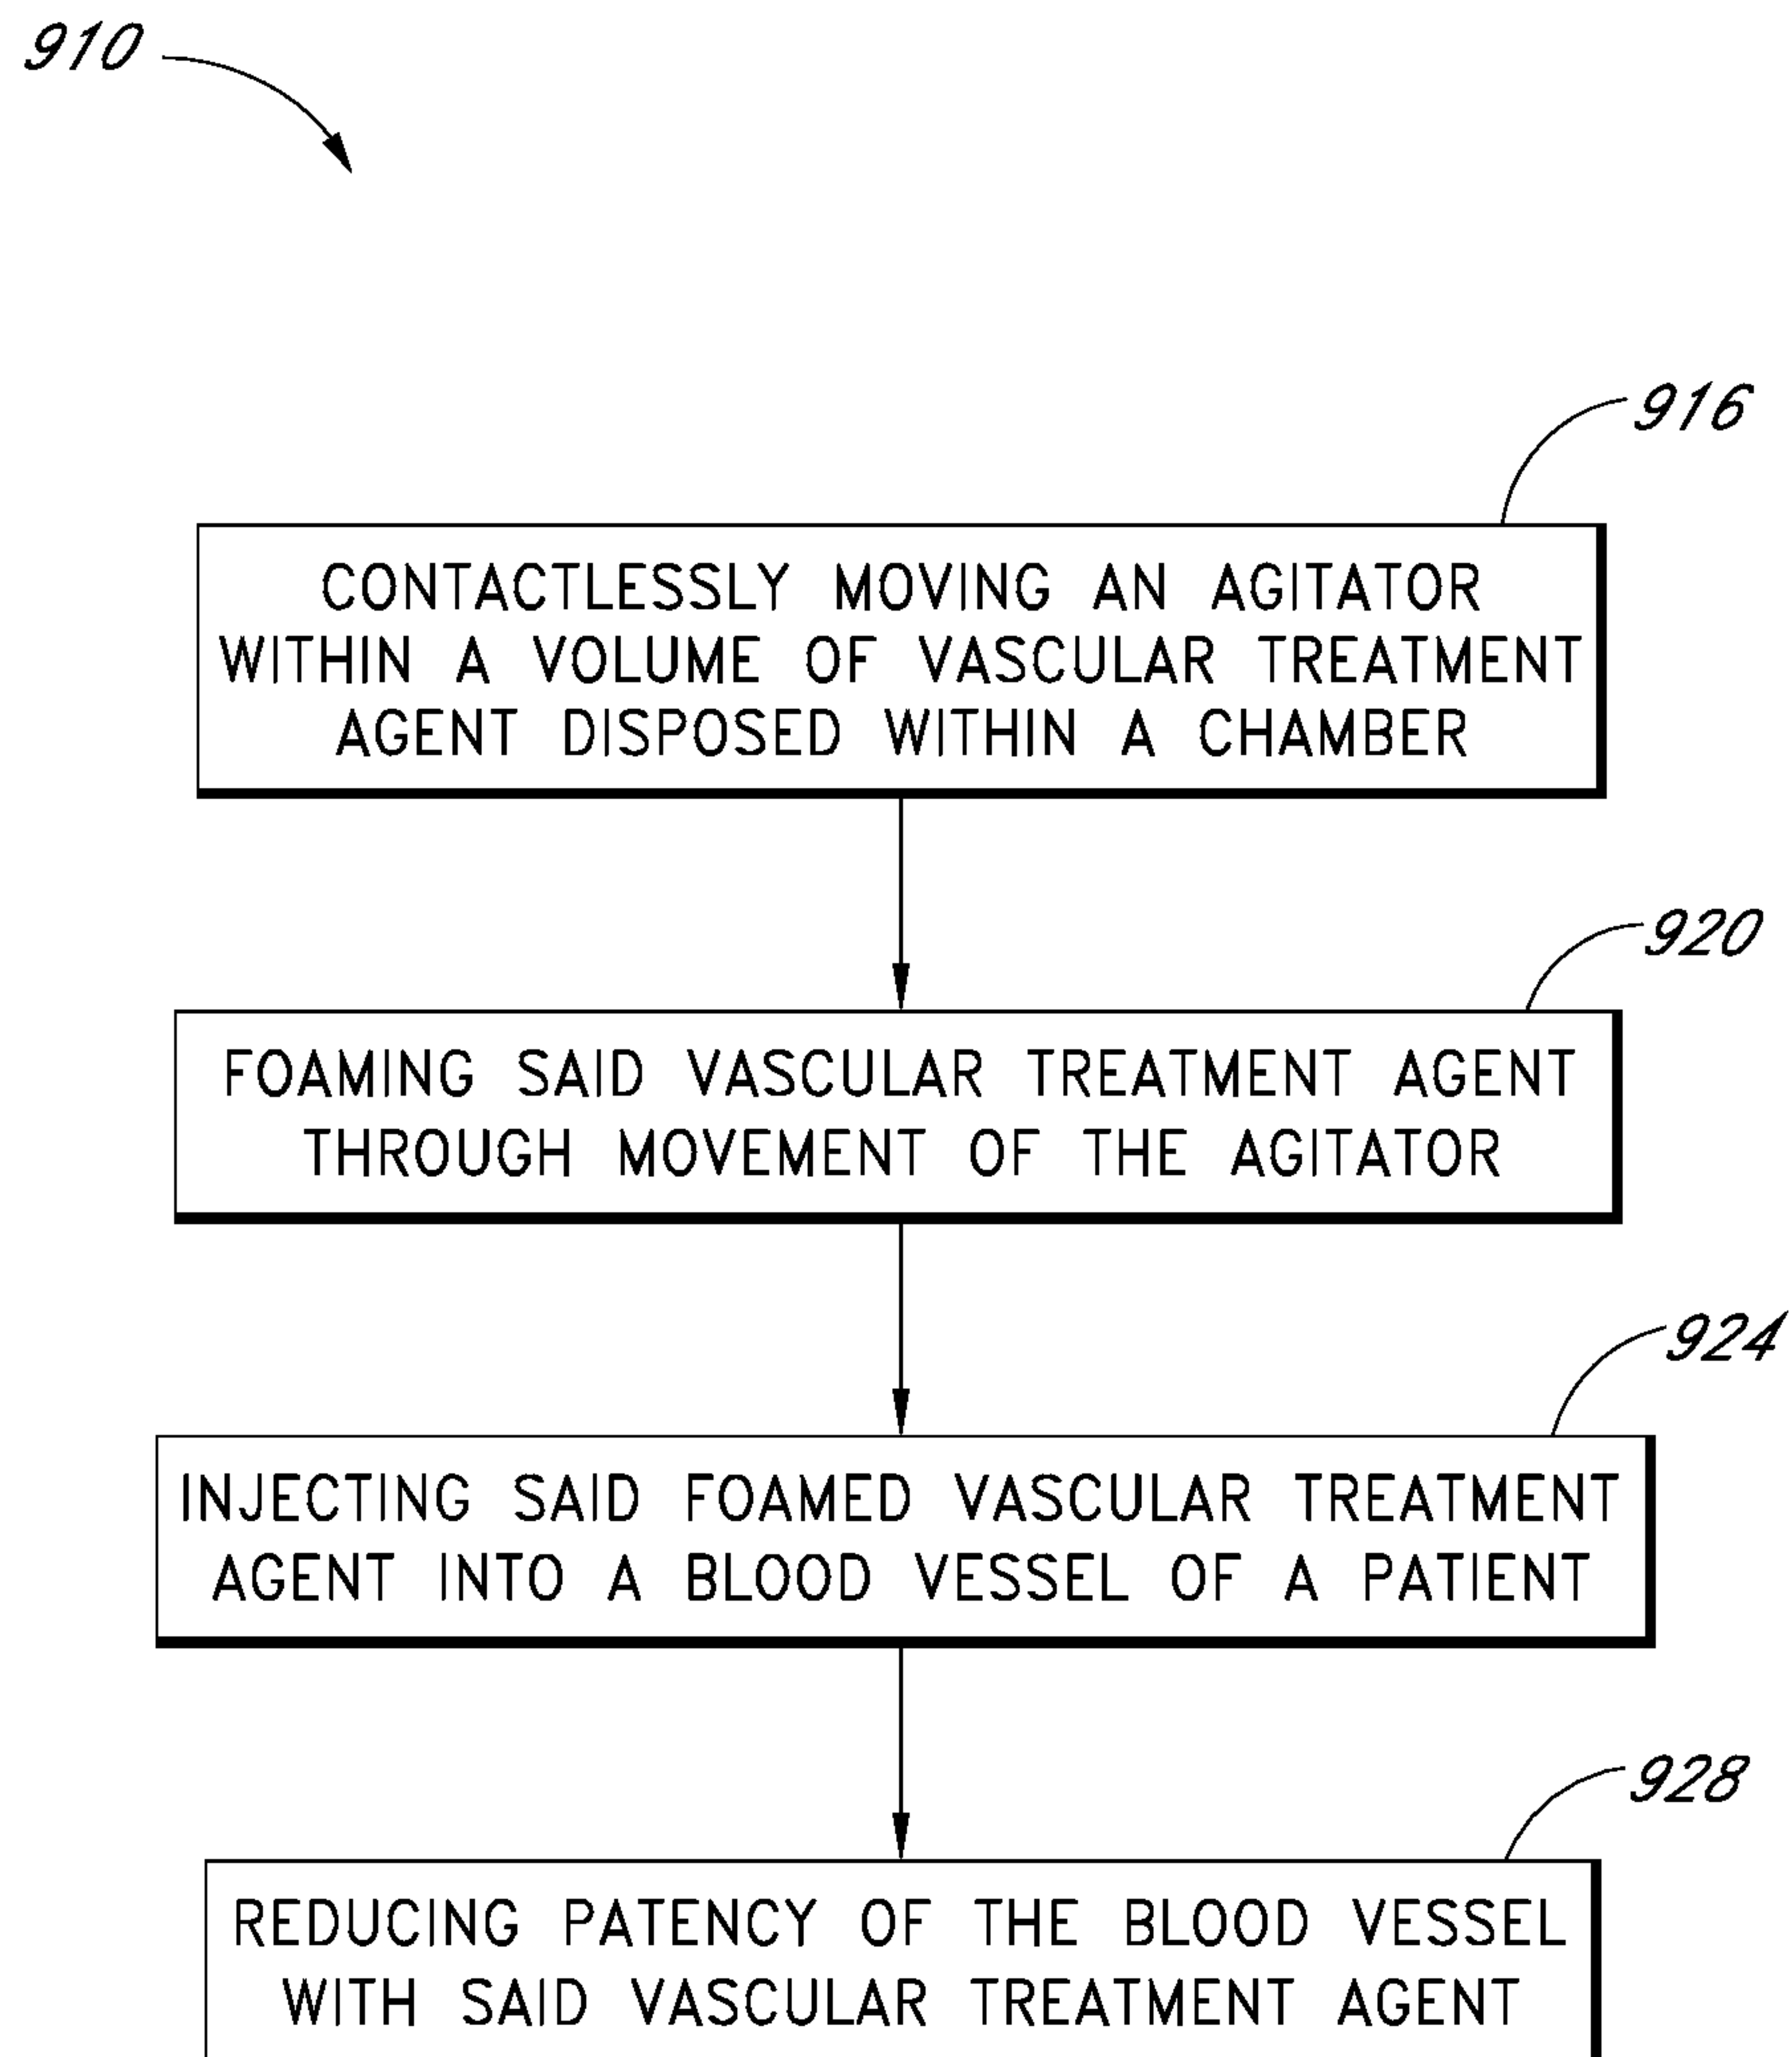 910
916
CONTACTLESSLY MOVING AN AGITATOR
WITHIN A VOLUME OF VASCULAR TREATMENT
AGENT DISPOSED WITHIN A CHAMBER
920
FOAMING SAID VASCULAR TREATMENT AGENT
THROUGH MOVEMENT OF THE AGITATOR
924
INJECTING SAID FOAMED VASCULAR TREATMENT
AGENT INTO A BLOOD VESSEL OF A PATIENT
928
REDUCING PATENCY OF THE BLOOD VESSEL
WITH SAID VASCULAR TREATMENT AGENT